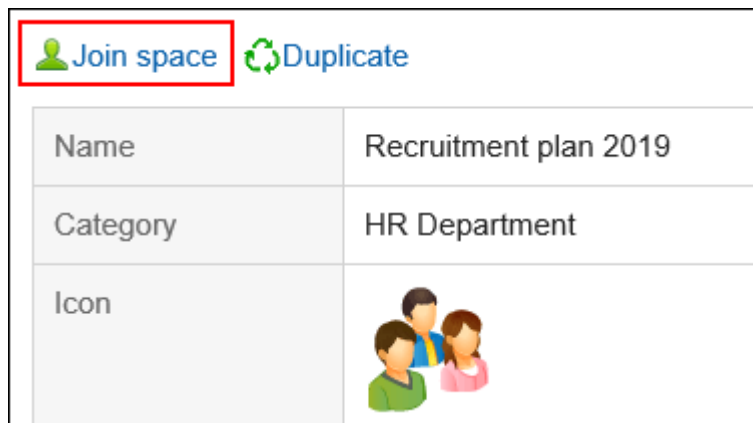 Join space Duplicate
Name Recruitment plan 2019
Category HR Department
Icon